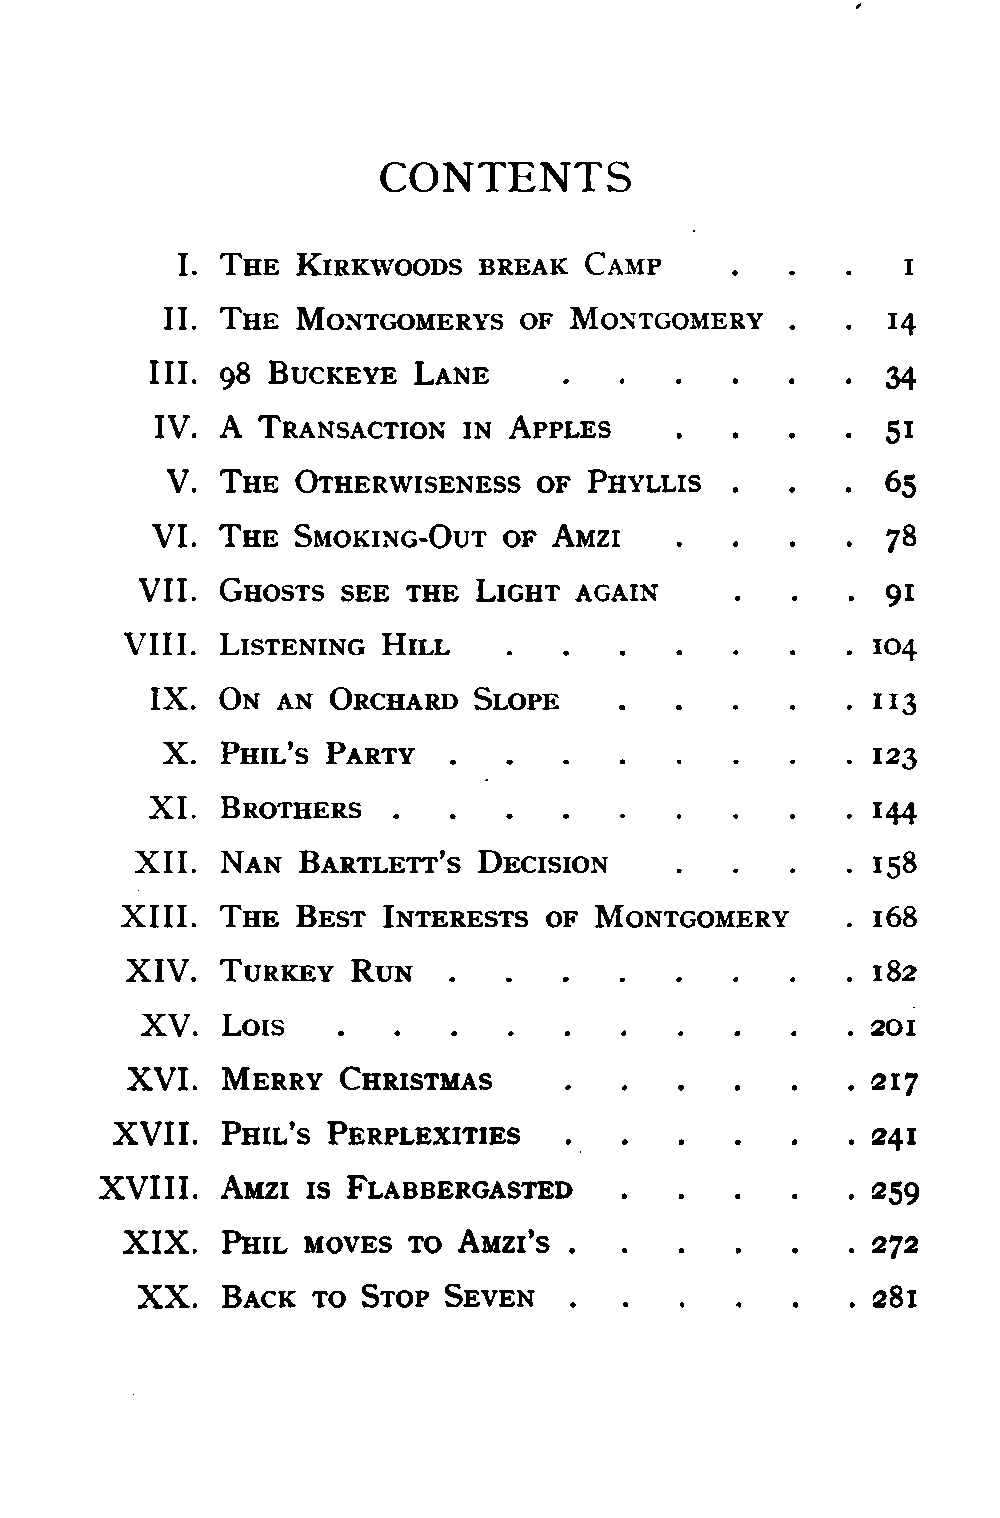 CONTENTS
I. The Kirkwoods break Camp . . . 1
II. The Montgomerys of Montgomery . . 14
III. 98 Buckeye Lane . . . . . . 34
IV. A Transaction in Apples . . . . 51
V. The Otherwiseness of Phyllis . . . 65
VI. The Smoking-Out of Amzi . . . . 78
VII. Ghosts see the Light again . . . 91
VIII. Listening Hill . . . . . . . 104
IX. On an Orchard Slope . . . . . 113
X. Phil's Party . . . . . . . . 123
XI. Brothers . . . . . . . . . 144
XII. Nan Bartlett's Decision . . . . 158
XIII. The Best Interests of Montgomery . 168
XIV. Turkey Run . . . . . . . . 182
XV. Lois . . . . . . . . . . 201
XVI. Merry Christmas . . . . . . 217
XVII. Phil's Perplexities . . . . . . 241
XVIII. Amzi is Flabbergasted . . . . . 259
XIX. Phil moves to Amzi's . . . . . . 272
XX. Back to Stop Seven . . . . . . 281